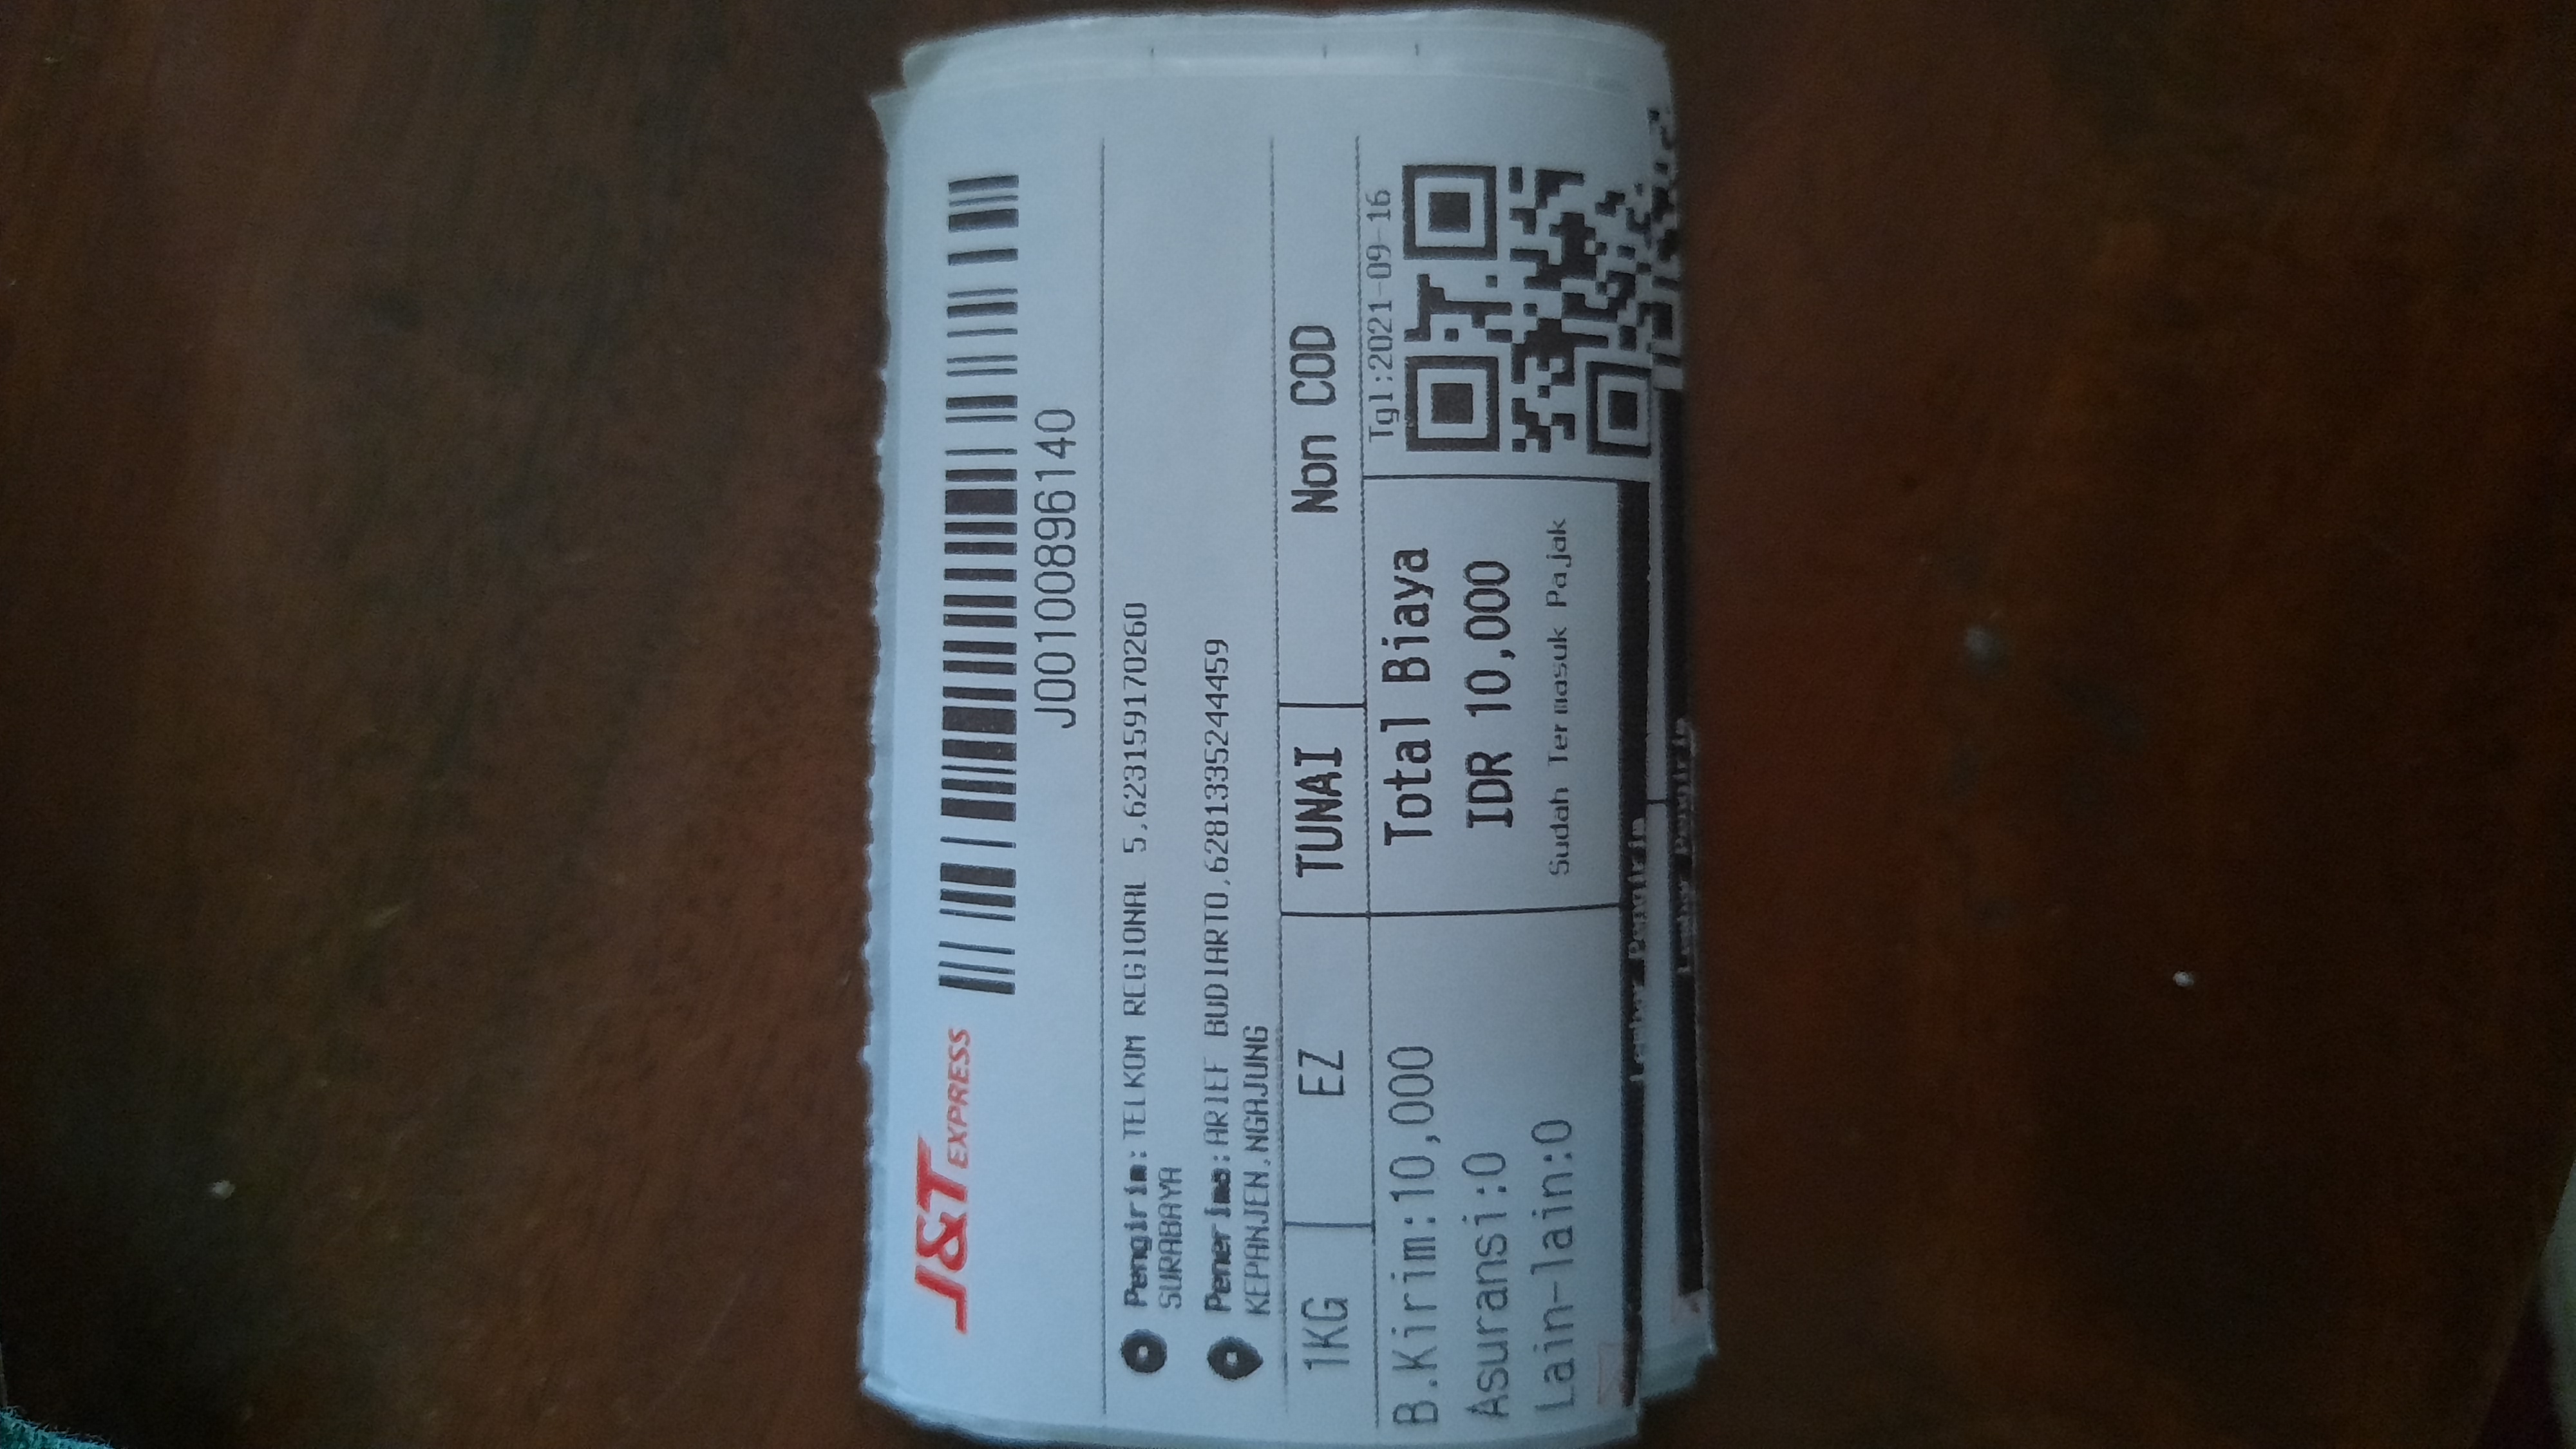 J&T EXPRESS
J00100896140
Pengirim:TELKOM REGIONAL 5,623159170260
SURABAYA
Penerima:ARIEF BUDIARTO,6281335244459
KEPANJEN,NGAJUNG
1KG EZ TUNAI Non COD
Tgl:2021-09-16
B.Kirim:10,000
Asuransi:0
Lain-lain:0
Total Biaya
IDR 10,000
Sudah Termasuk Pajak
Lembar Pengirim
Lembar Pengirim